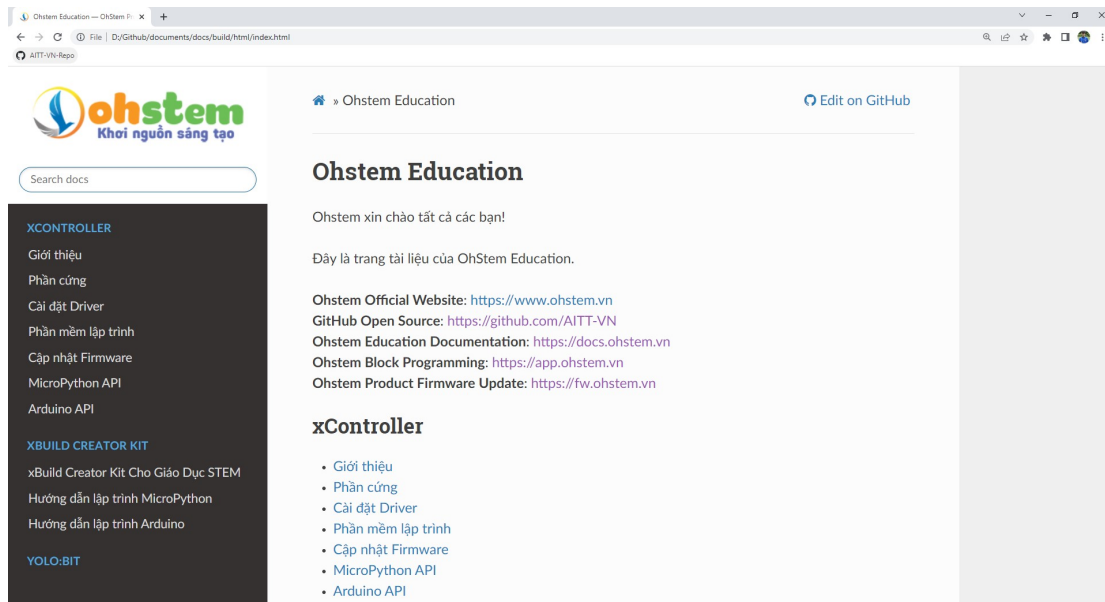 Ohstem Education — OhStem E
File | D:/Github/documents/docs/build/html/index.html
AITT-VN-Repo
ohstem
Khơi nguồn sáng tạo
Search docs
XCONTROLLER
Giới thiệu
Phần cứng
Cài đặt Driver
Phần mềm lập trình
Cập nhật Firmware
MicroPython API
Arduino API
XBUILD CREATOR KIT
xBuild Creator Kit Cho Giáo Dục STEM
Hướng dẫn lập trình MicroPython
Hướng dẫn lập trình Arduino
YOLO:BIT
» Ohstem Education
Edit on GitHub
Ohstem Education
Ohstem xin chào tất cả các bạn!
Đây là trang tài liệu của OhStem Education.
Ohstem Official Website: https://www.ohstem.vn
GitHub Open Source: https://github.com/AITT-VN
Ohstem Education Documentation: https://docs.ohstem.vn
Ohstem Block Programming: https://app.ohstem.vn
Ohstem Product Firmware Update: https://fw.ohstem.vn
xController
• Giới thiệu
• Phần cứng
• Cài đặt Driver
• Phần mềm lập trình
• Cập nhật Firmware
• MicroPython API
• Arduino API